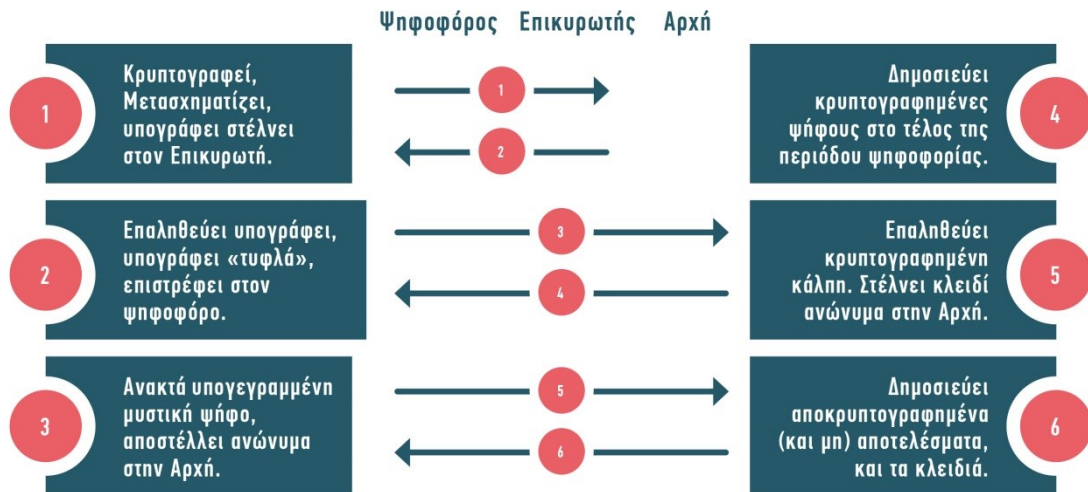 Ψηφοφόρος Επικυρωτής Αρχή
1
Κρυπτογραφεί,
Μετασχηματίζει,
υπογράφει στέλνει
στον Επικυρωτή.
2
Επαληθεύει υπογράφει,
υπογράφει «τυφλά»,
επιστρέφει στον
ψηφοφόρο.
3
Ανακτά υπογεγραμμένη
μυστική ψήφο,
αποστέλλει ανώνυμα
στην Αρχή.
1
2
3
4
5
6
Δημοσιεύει
κρυπτογραφημένες
ψήφους στο τέλος της
περιόδου ψηφοφορίας.
4
Επαληθεύει
κρυπτογραφημένη
κάλπη. Στέλνει κλειδί
ανώνυμα στην Αρχή.
5
Δημοσιεύει
αποκρυπτογραφημένα
(και μη) αποτελέσματα,
και τα κλειδιά.
6